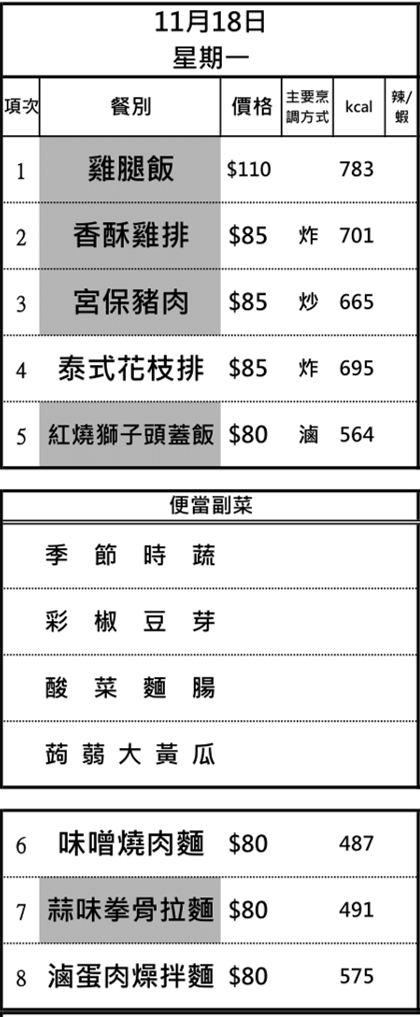 11月18日
星期一
項次 餐別 價格 主要烹調方式 kcal 辣/蝦
1 雞腿飯 $110 783
2 香酥雞排 $85 炸 701
3 宮保豬肉 $85 炒 665
4 泰式花枝排 $85 炸 695
5 紅燒獅子頭蓋飯 $80 滷 564
便當副菜
季節時蔬
彩椒豆芽
酸菜麵腸
蒟蒻大黃瓜
6 味噌燒肉麵 $80 487
7 蒜味拳骨拉麵 $80 491
8 滷蛋肉燥拌麵 $80 575